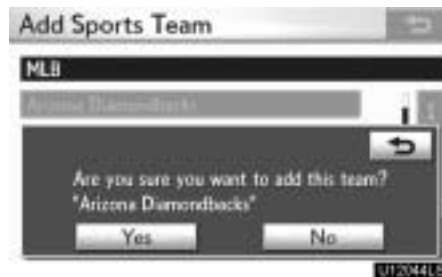 Add Sports Team
MLB
Arizona Diamondbacks
Are you sure you want to add this team?
"Arizona Diamondbacks"
Yes
No